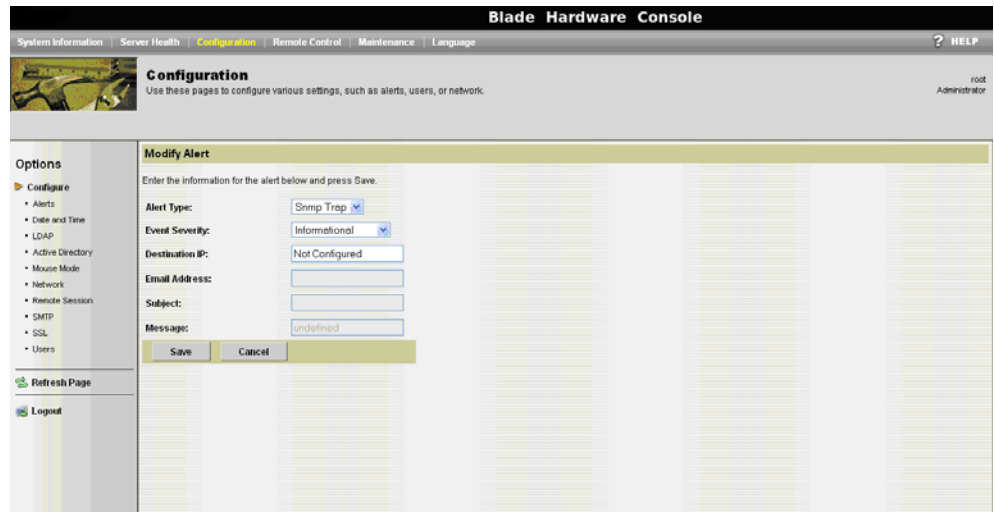 Blade Hardware Console
System Information | Server Health | Configuration | Remote Control | Maintenance | Language
? HELP
Configuration
Use these pages to configure various settings, such as alerts, users, or network.
root
Administrator
Options
Configure
• Alerts
• Date and Time
• LDAP
• Active Directory
• Mouse Mode
• Network
• Remote Session
• SMTP
• SSL
• Users
Refresh Page
Logout
Modify Alert
Enter the information for the alert below and press Save.
Alert Type: Snmp Trap
Event Severity: Informational
Destination IP: Not Configured
Email Address:
Subject:
Message: undefined
Save Cancel